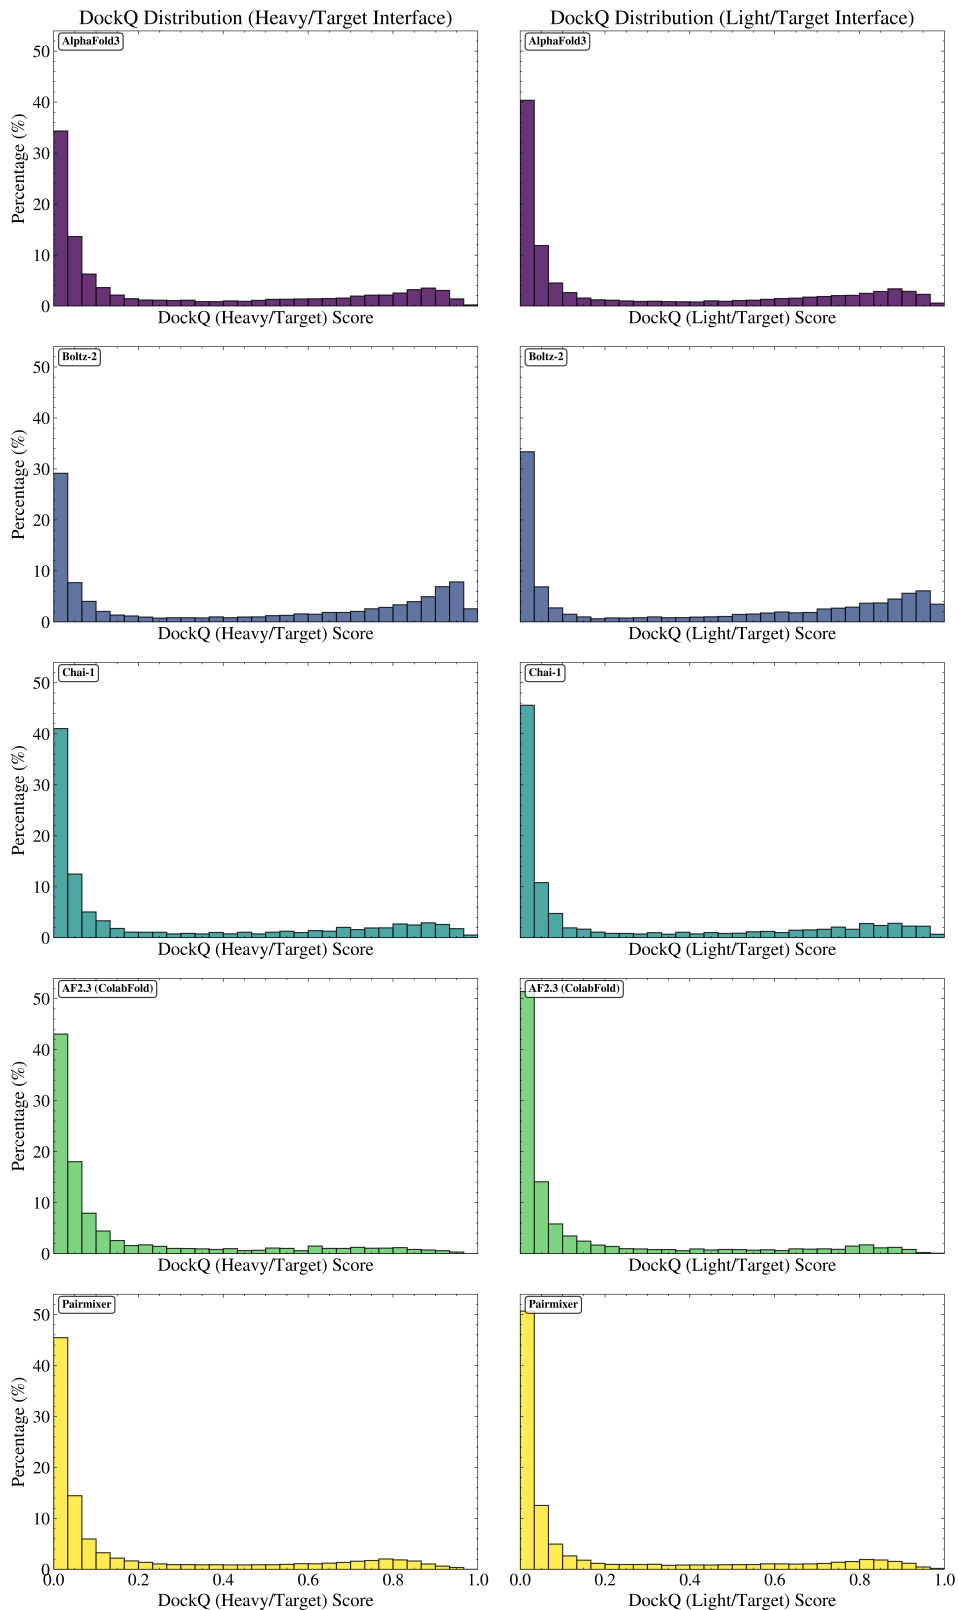 DockQ Distribution (Heavy/Target Interface)
DockQ Distribution (Light/Target Interface)
AlphaFold3
AlphaFold3
50
40
30
20
10
0
Percentage (%)
DockQ (Heavy/Target) Score
DockQ (Light/Target) Score
Boltz-2
Boltz-2
50
40
30
20
10
0
Percentage (%)
DockQ (Heavy/Target) Score
DockQ (Light/Target) Score
Chai-1
Chai-1
50
40
30
20
10
0
Percentage (%)
DockQ (Heavy/Target) Score
DockQ (Light/Target) Score
AF2.3 (ColabFold)
AF2.3 (ColabFold)
50
40
30
20
10
0
Percentage (%)
DockQ (Heavy/Target) Score
DockQ (Light/Target) Score
Pairmixer
Pairmixer
50
40
30
20
10
0
Percentage (%)
0.0 0.2 0.4 0.6 0.8 1.0
0.0 0.2 0.4 0.6 0.8 1.0
DockQ (Heavy/Target) Score
DockQ (Light/Target) Score